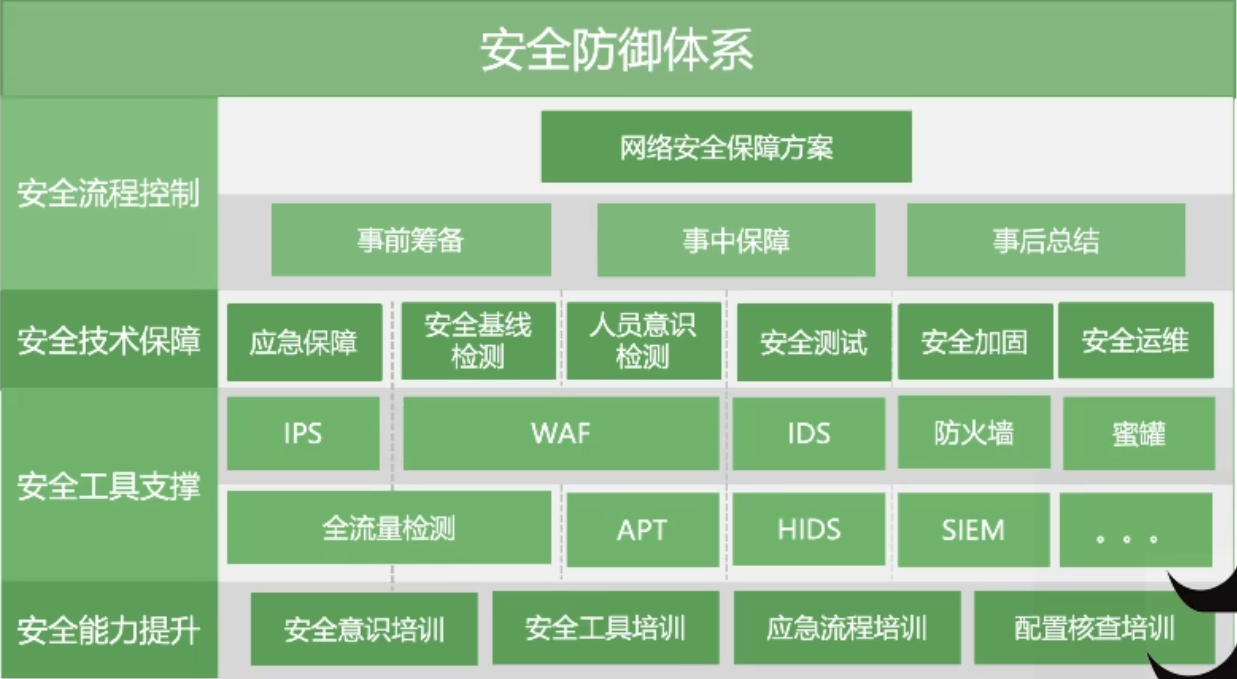 安全防御体系
安全流程控制
网络安全保障方案
事前筹备
事中保障
事后总结
安全技术保障
应急保障
安全基线
检测
人员意识
检测
安全测试
安全加固
安全运维
安全工具支撑
IPS
WAF
IDS
防火墙
蜜罐
全流量检测
APT
HIDS
SIEM
。。。
安全能力提升
安全意识培训
安全工具培训
应急流程培训
配置核查培训